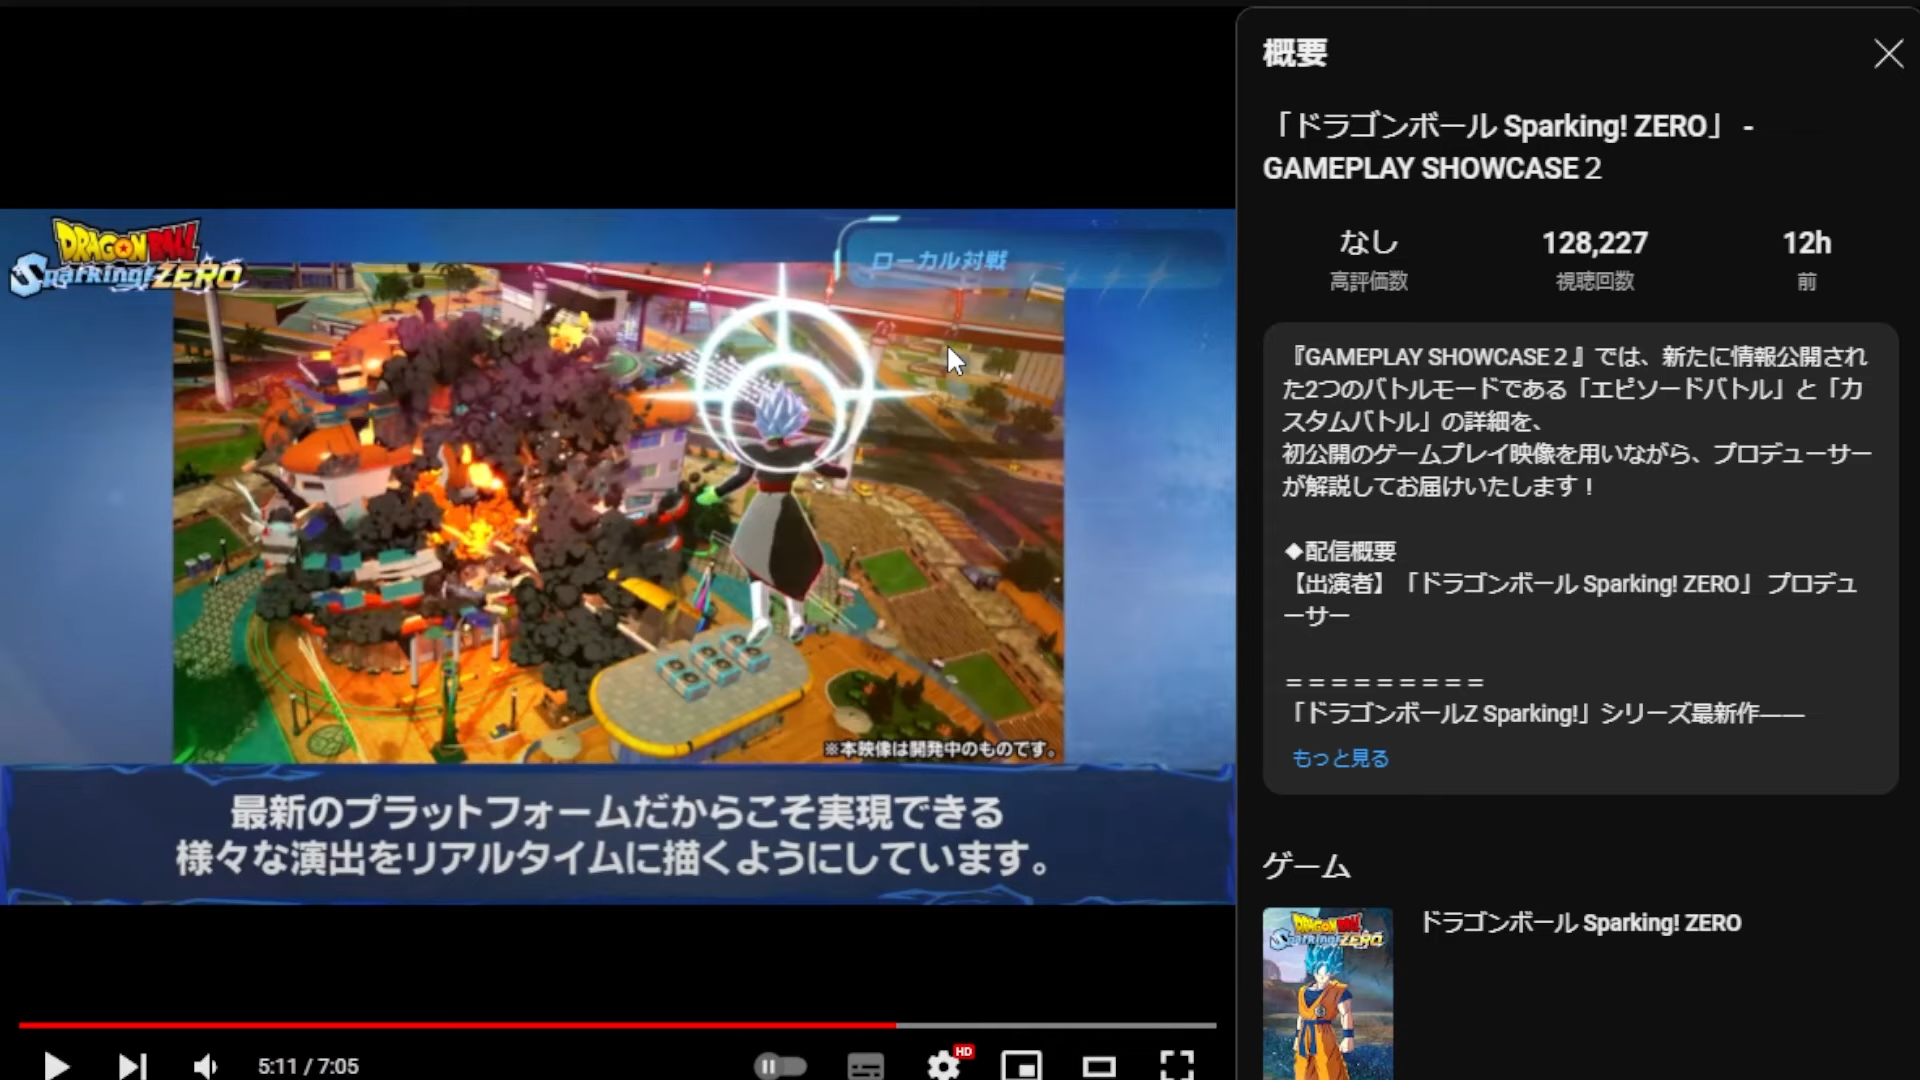 DRAGON BALL
Sparking! ZERO
ローカル対戦
※本映像は開発中のものです。
最新のプラットフォームだからこそ実現できる
様々な演出をリアルタイムに描くようにしています。
5:11 / 7:05
HD
概要
「ドラゴンボール Sparking! ZERO」 -
GAMEPLAY SHOWCASE２
なし
128,227
12h
高評価数
視聴回数
前
『GAMEPLAY SHOWCASE２』では、新たに情報公開され
た2つのバトルモードである「エピソードバトル」と「カ
スタムバトル」の詳細を、
初公開のゲームプレイ映像を用いながら、プロデューサー
が解説してお届けいたします！
◆配信概要
【出演者】「ドラゴンボール Sparking! ZERO」 プロデュ
ーサー
＝＝＝＝＝＝＝＝＝
「ドラゴンボールZ Sparking!」シリーズ最新作――
もっと見る
ゲーム
DRAGON BALL
Sparking! ZERO
ドラゴンボール Sparking! ZERO